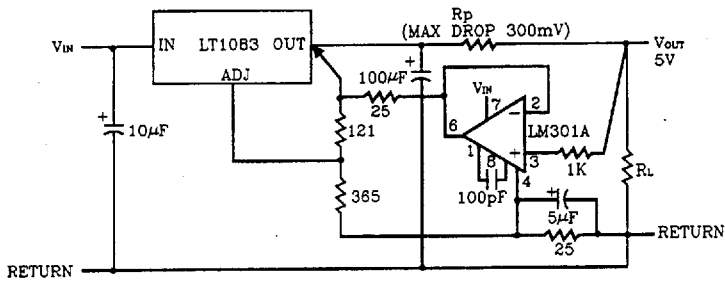 Rp
(MAX DROP 300mV)
VIN
IN LT1083 OUT
ADJ
VOUT
5V
100µF
+
25
VIN
7
2
6
LM301A
−
+
+
10µF
121
1
8
3
4
1K
RL
100pF
365
+
5µF
25
RETURN
RETURN